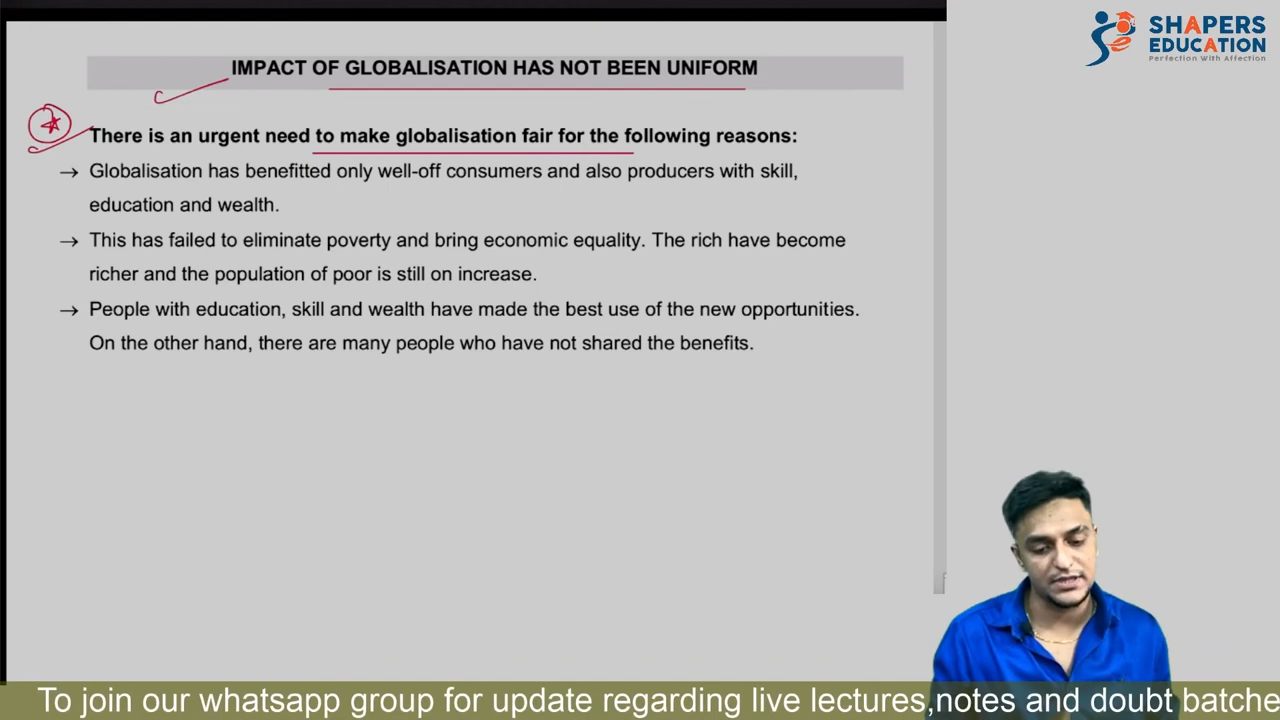 SHAPERS
EDUCATION
Perfection With Affection
IMPACT OF GLOBALISATION HAS NOT BEEN UNIFORM
There is an urgent need to make globalisation fair for the following reasons:
→ Globalisation has benefitted only well-off consumers and also producers with skill,
education and wealth.
→ This has failed to eliminate poverty and bring economic equality. The rich have become
richer and the population of poor is still on increase.
→ People with education, skill and wealth have made the best use of the new opportunities.
On the other hand, there are many people who have not shared the benefits.
To join our whatsapp group for update regarding live lectures,notes and doubt batche